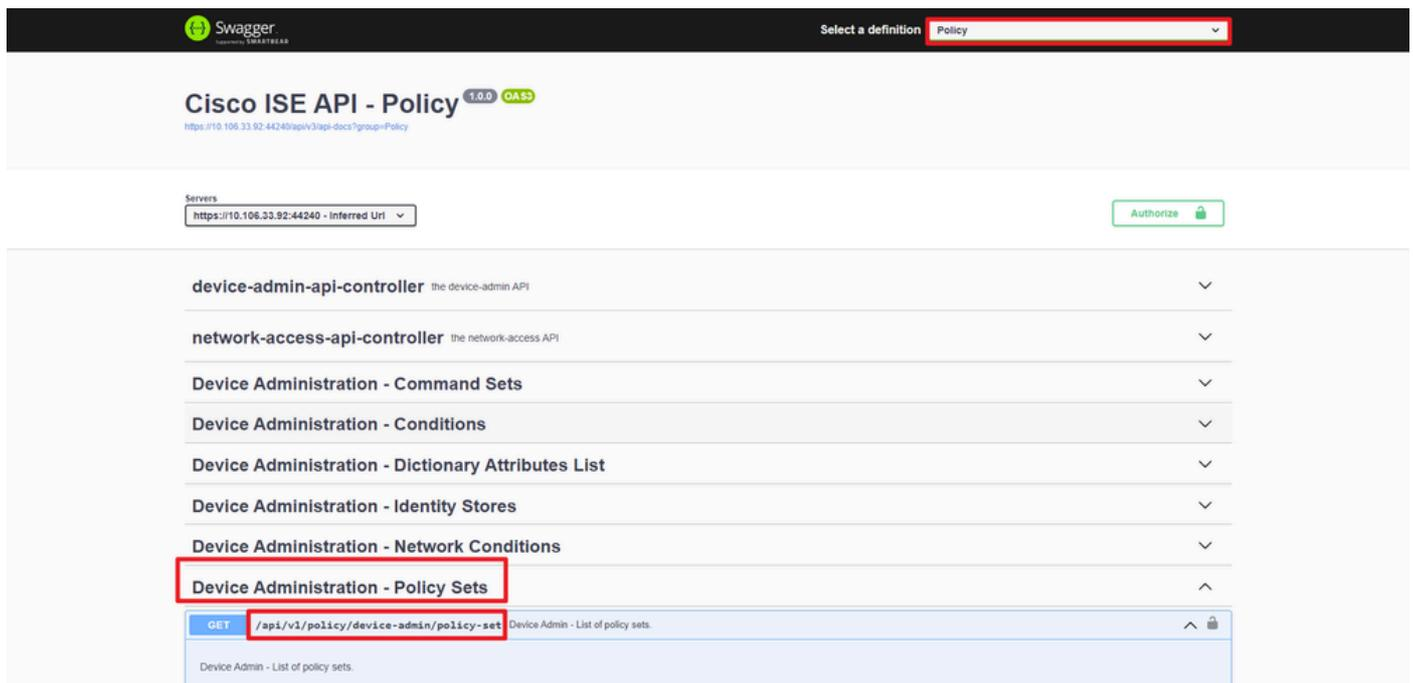 Swagger.
Supported by SMARTBEAR
Select a definition Policy
Cisco ISE API - Policy 1.0.0 OAS3
https://10.106.33.92:44240/api/v3/api-docs?group=Policy
Servers
https://10.106.33.92:44240 - Inferred Url
Authorize
device-admin-api-controller the device-admin API
network-access-api-controller the network-access API
Device Administration - Command Sets
Device Administration - Conditions
Device Administration - Dictionary Attributes List
Device Administration - Identity Stores
Device Administration - Network Conditions
Device Administration - Policy Sets
GET /api/v1/policy/device-admin/policy-set Device Admin - List of policy sets.
Device Admin - List of policy sets.